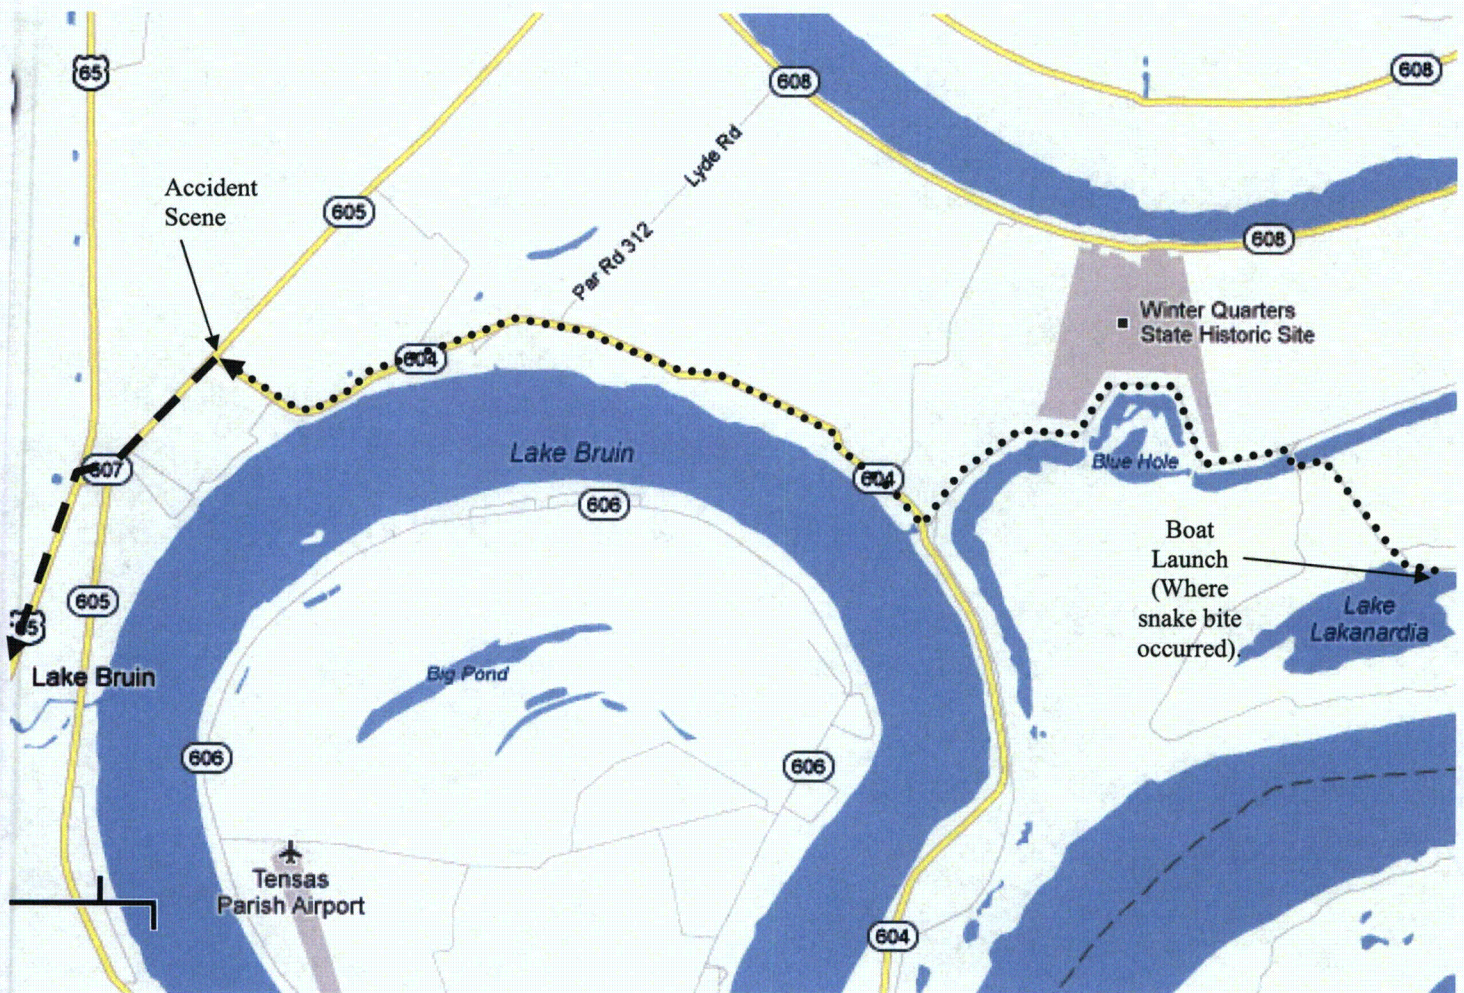 65
608
608
Lyde Rd
Accident
Scene
605
608
Par Rd 312
Winter Quarters
State Historic Site
604
Lake Bruin
Blue Hole
607
604
606
Boat
Launch
(Where
snake bite
occurred).
605
Lake
Lakanardia
65
Lake Bruin
Big Pond
606
606
Tensas
Parish Airport
604